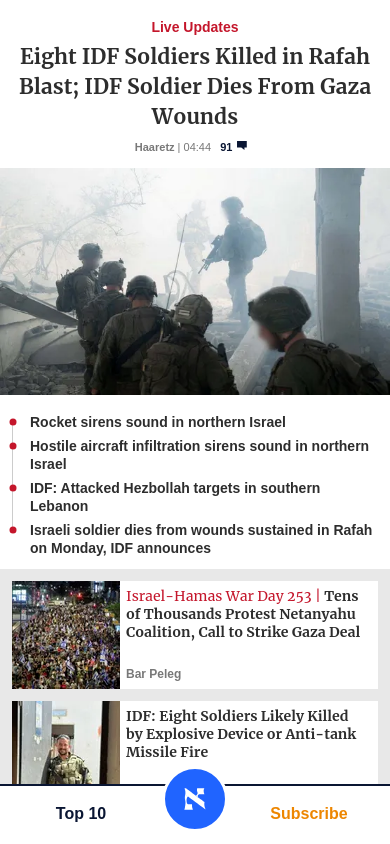 Live Updates
Eight IDF Soldiers Killed in Rafah
Blast; IDF Soldier Dies From Gaza
Wounds
Haaretz | 04:44 91
Rocket sirens sound in northern Israel
Hostile aircraft infiltration sirens sound in northern
Israel
IDF: Attacked Hezbollah targets in southern
Lebanon
Israeli soldier dies from wounds sustained in Rafah
on Monday, IDF announces
Israel-Hamas War Day 253 | Tens
of Thousands Protest Netanyahu
Coalition, Call to Strike Gaza Deal
Bar Peleg
IDF: Eight Soldiers Likely Killed
by Explosive Device or Anti-tank
Missile Fire
Top 10
א
Subscribe